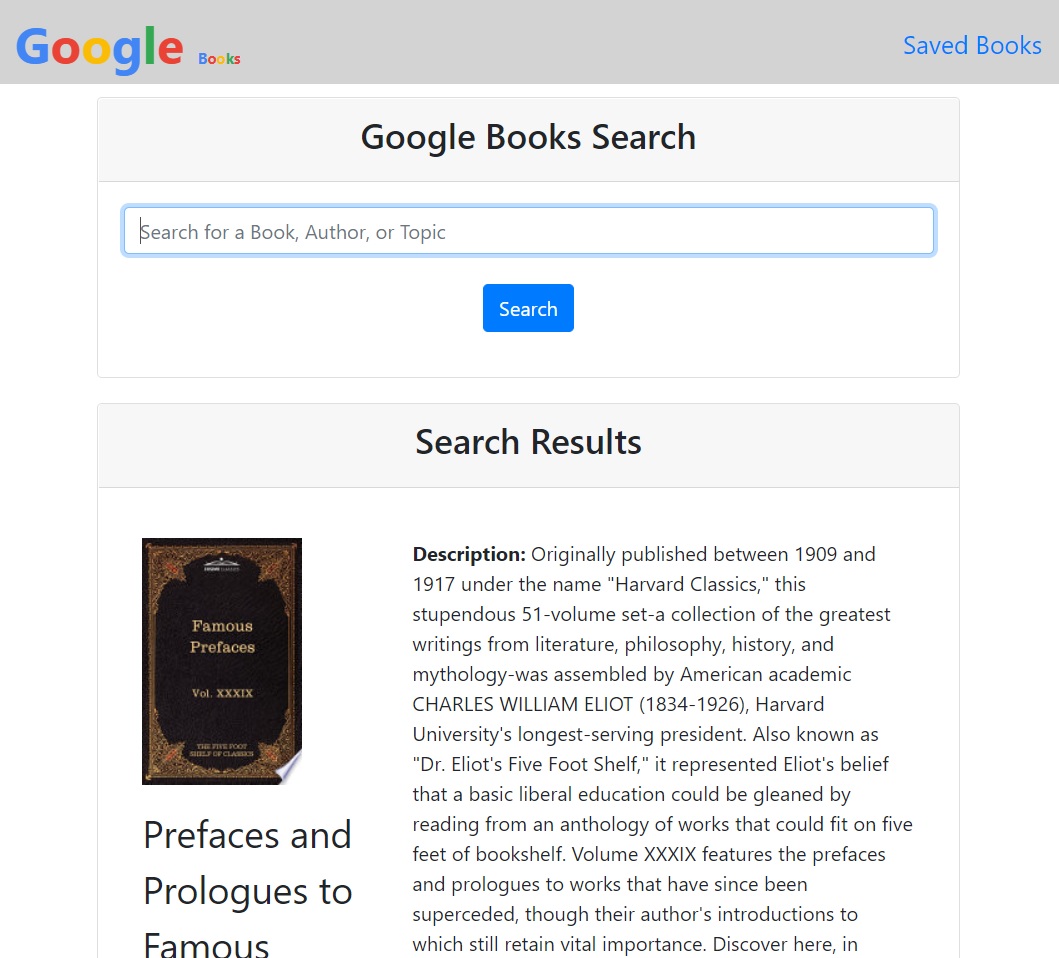 Google Books
Saved Books
Google Books Search
Search for a Book, Author, or Topic
Search
Search Results
Famous
Prefaces
Vol. XXXIX
THE FIVE FOOT
SHELF OF CLASSICS
Prefaces and
Prologues to
Famous
Description: Originally published between 1909 and
1917 under the name "Harvard Classics," this
stupendous 51-volume set-a collection of the greatest
writings from literature, philosophy, history, and
mythology-was assembled by American academic
CHARLES WILLIAM ELIOT (1834-1926), Harvard
University's longest-serving president. Also known as
"Dr. Eliot's Five Foot Shelf," it represented Eliot's belief
that a basic liberal education could be gleaned by
reading from an anthology of works that could fit on five
feet of bookshelf. Volume XXXIX features the prefaces
and prologues to works that have since been
superceded, though their author's introductions to
which still retain vital importance. Discover here, in